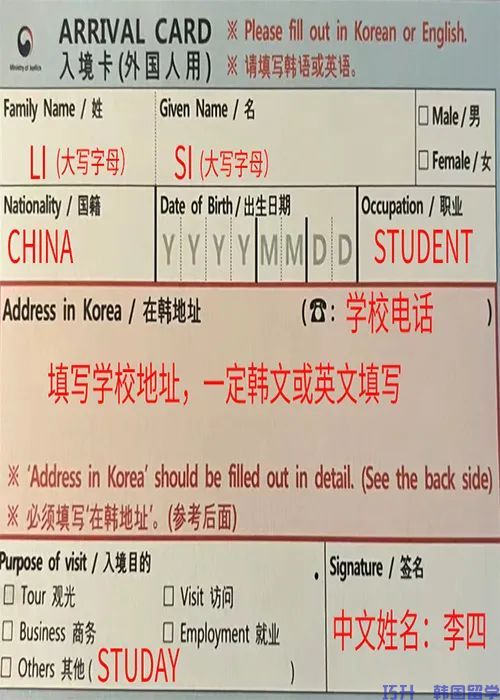 ARRIVAL CARD ※ Please fill out in Korean or English.
入境卡(外国人用) ※ 请填写韩语或英语。
Ministry of Justice
Family Name / 姓 Given Name / 名 □ Male/男
LI (大写字母) SI (大写字母) □ Female/女
Nationality / 国籍 Date of Birth/出生日期 Occupation / 职业
CHINA YYYYMMDD STUDENT
Address in Korea / 在韩地址 (☎: 学校电话 )
填写学校地址，一定韩文或英文填写
※ 'Address in Korea' should be filled out in detail. (See the back side)
※ 必须填写'在韩地址'。(参考后面)
Purpose of visit / 入境目的 Signature / 签名
□ Tour 观光 □ Visit 访问
□ Business 商务 □ Employment 就业 中文姓名：李四
□ Others 其他( STUDAY )
巧升 韩国留学